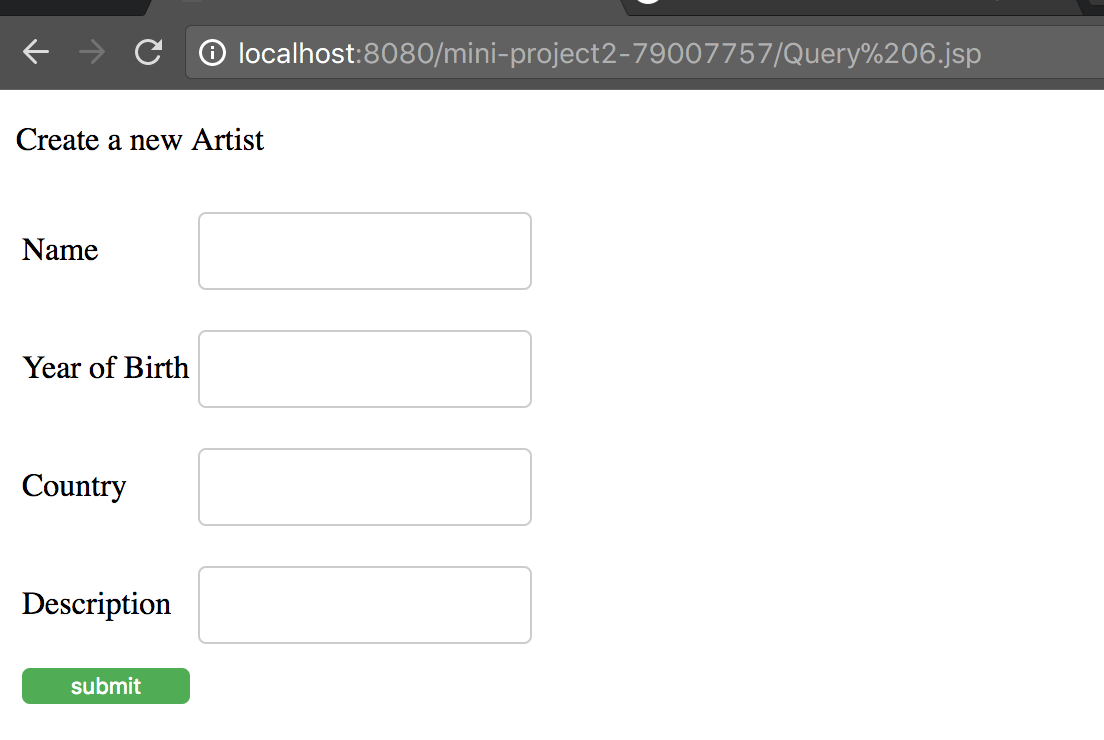 localhost:8080/mini-project2-79007757/Query%206.jsp
Create a new Artist
Name
Year of Birth
Country
Description
submit